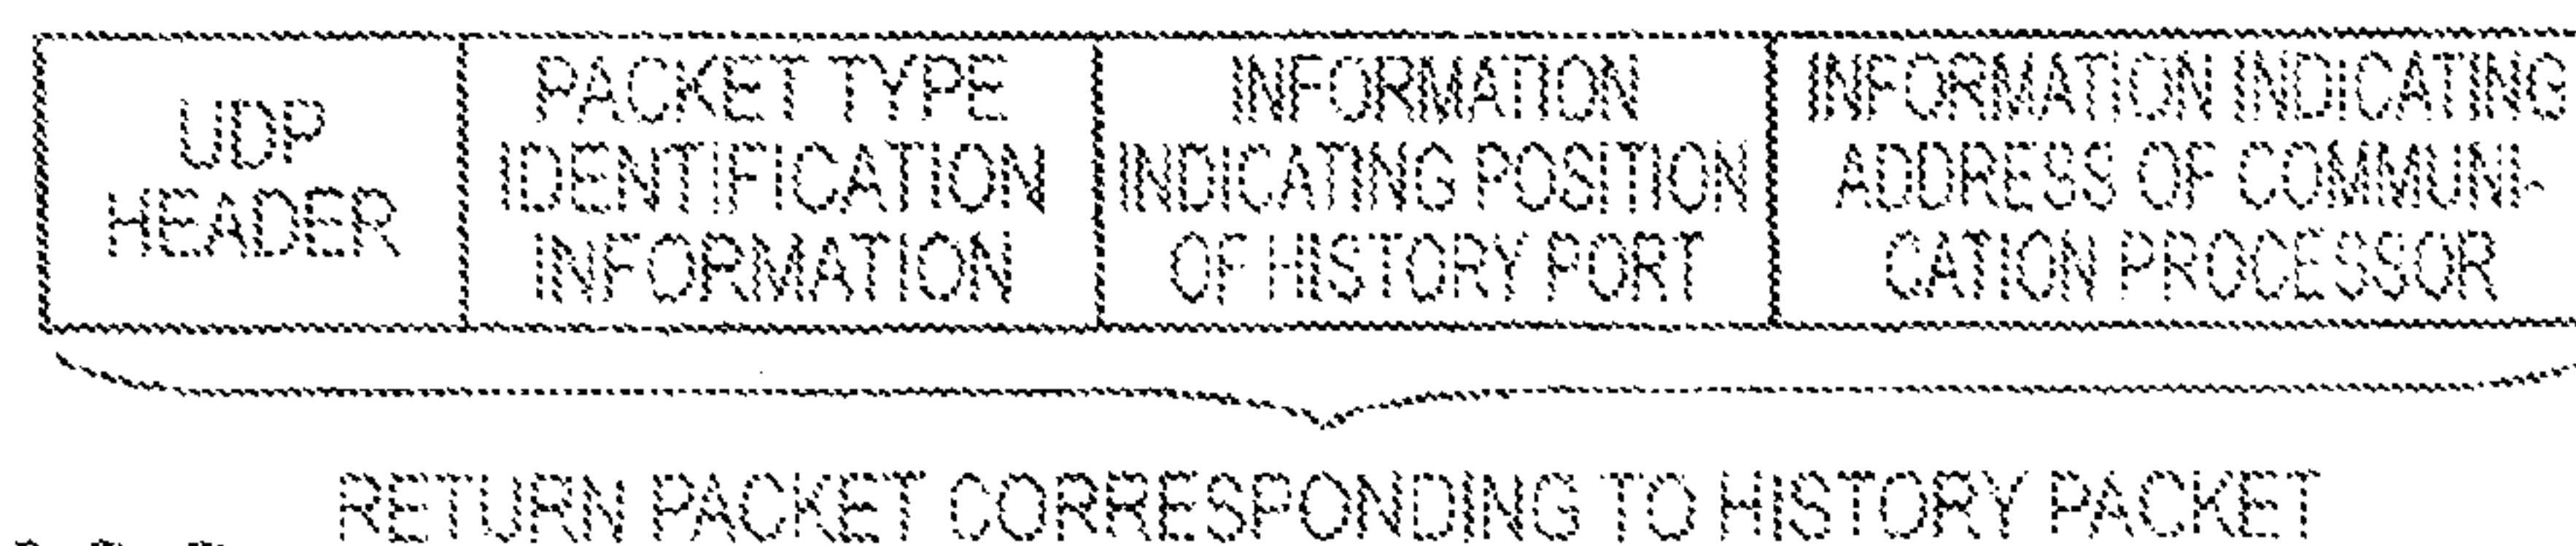 UDP
HEADER
PACKET TYPE
IDENTIFICATION
INFORMATION
INFORMATION
INDICATING POSITION
OF HISTORY PORT
INFORMATION INDICATING
ADDRESS OF COMMUNI-
CATION PROCESSOR
RETURN PACKET CORRESPONDING TO HISTORY PACKET